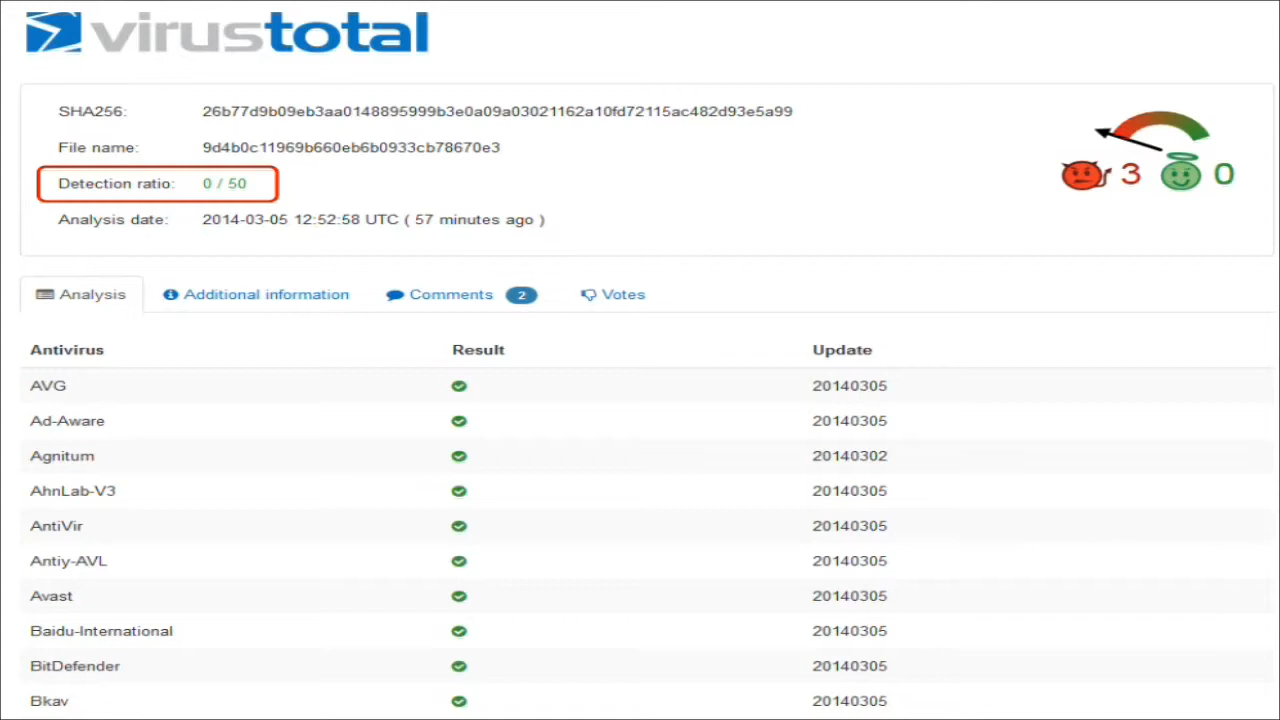 virustotal
SHA256: 26b77d9b09eb3aa0148895999b3e0a09a03021162a10fd72115ac482d93e5a99
File name: 9d4b0c11969b660eb6b0933cb78670e3
Detection ratio: 0 / 50
Analysis date: 2014-03-05 12:52:58 UTC ( 57 minutes ago )
3 0
Analysis Additional information Comments 2 Votes
Antivirus Result Update
AVG 20140305
Ad-Aware 20140305
Agnitum 20140302
AhnLab-V3 20140305
AntiVir 20140305
Antiy-AVL 20140305
Avast 20140305
Baidu-International 20140305
BitDefender 20140305
Bkav 20140305